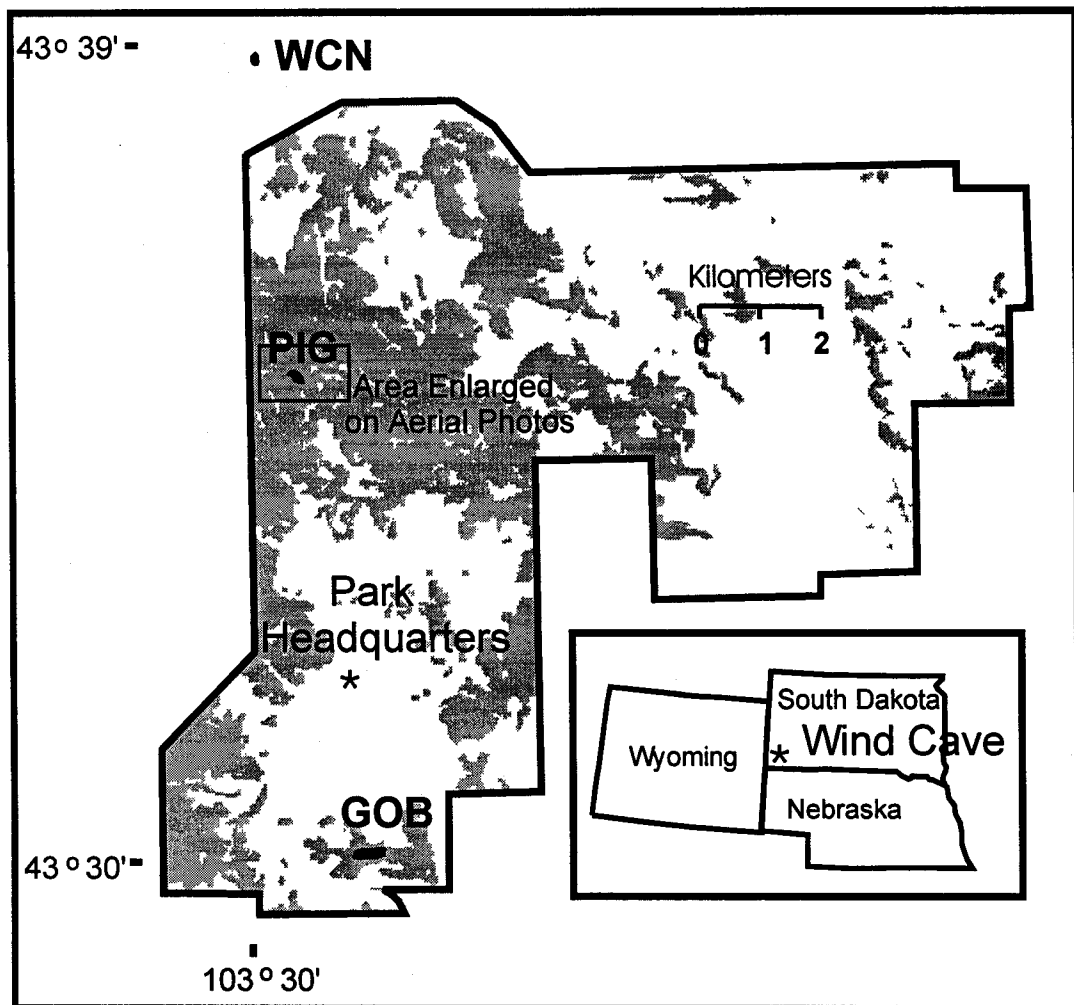 43° 39'
WCN
Kilometers
0 1 2
PIG
Area Enlarged
on Aerial Photos
Park
Headquarters
*
South Dakota
* Wind Cave
Wyoming
Nebraska
GOB
43° 30'
103° 30'